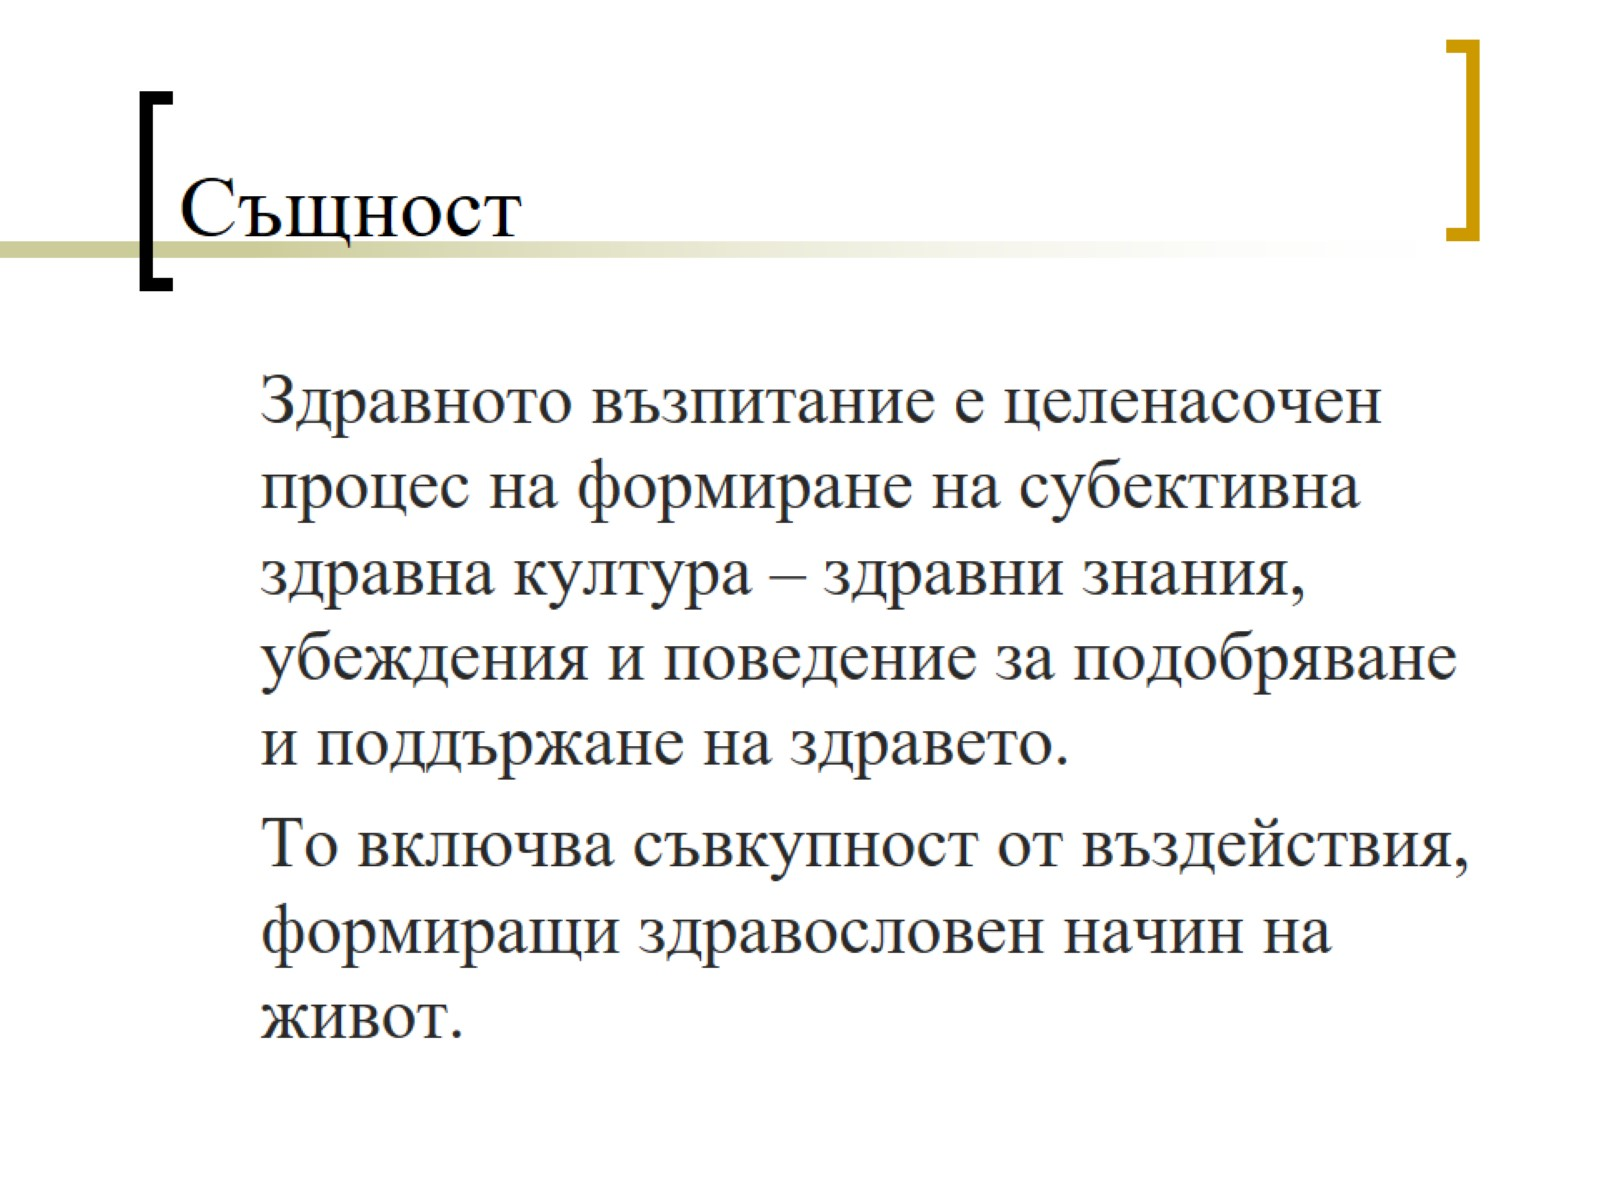 Същност
Здравното възпитание е целенасочен
процес на формиране на субективна
здравна култура – здравни знания,
убеждения и поведение за подобряване
и поддържане на здравето.
То включва съвкупност от въздействия,
формиращи здравословен начин на
живот.